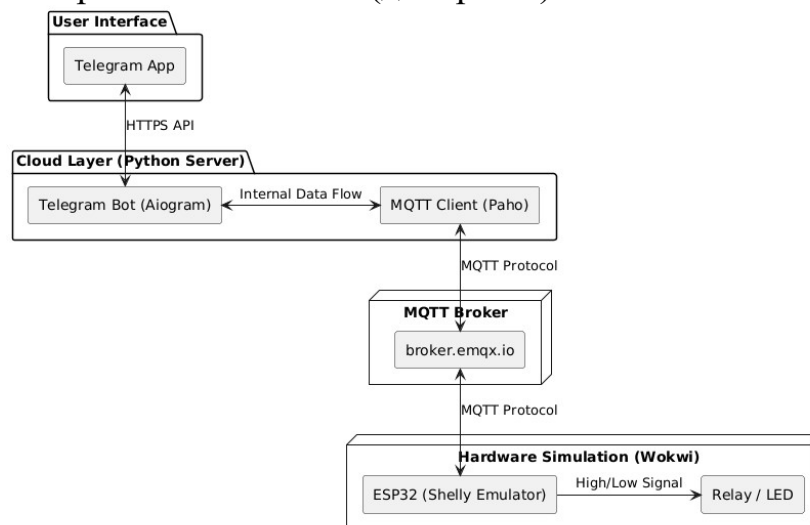 User Interface
Telegram App
HTTPS API
Cloud Layer (Python Server)
Telegram Bot (Aiogram)
Internal Data Flow
MQTT Client (Paho)
MQTT Protocol
MQTT Broker
broker.emqx.io
MQTT Protocol
Hardware Simulation (Wokwi)
ESP32 (Shelly Emulator)
High/Low Signal
Relay / LED